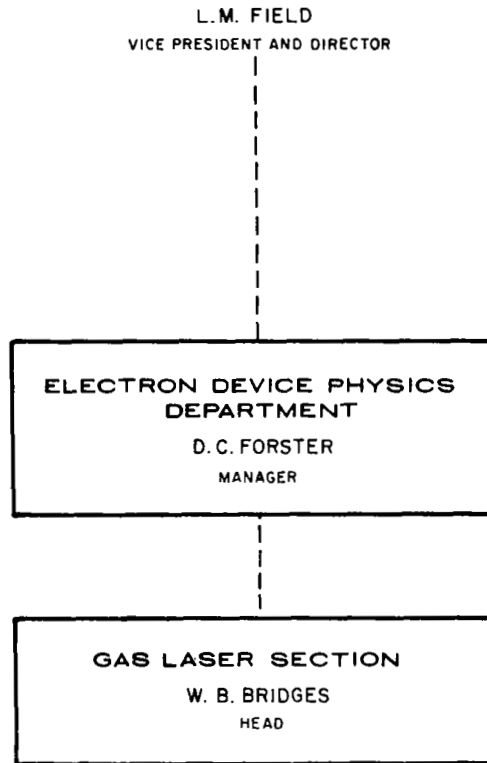 L.M. FIELD
VICE PRESIDENT AND DIRECTOR
ELECTRON DEVICE PHYSICS
DEPARTMENT
D. C. FORSTER
MANAGER
GAS LASER SECTION
W. B. BRIDGES
HEAD